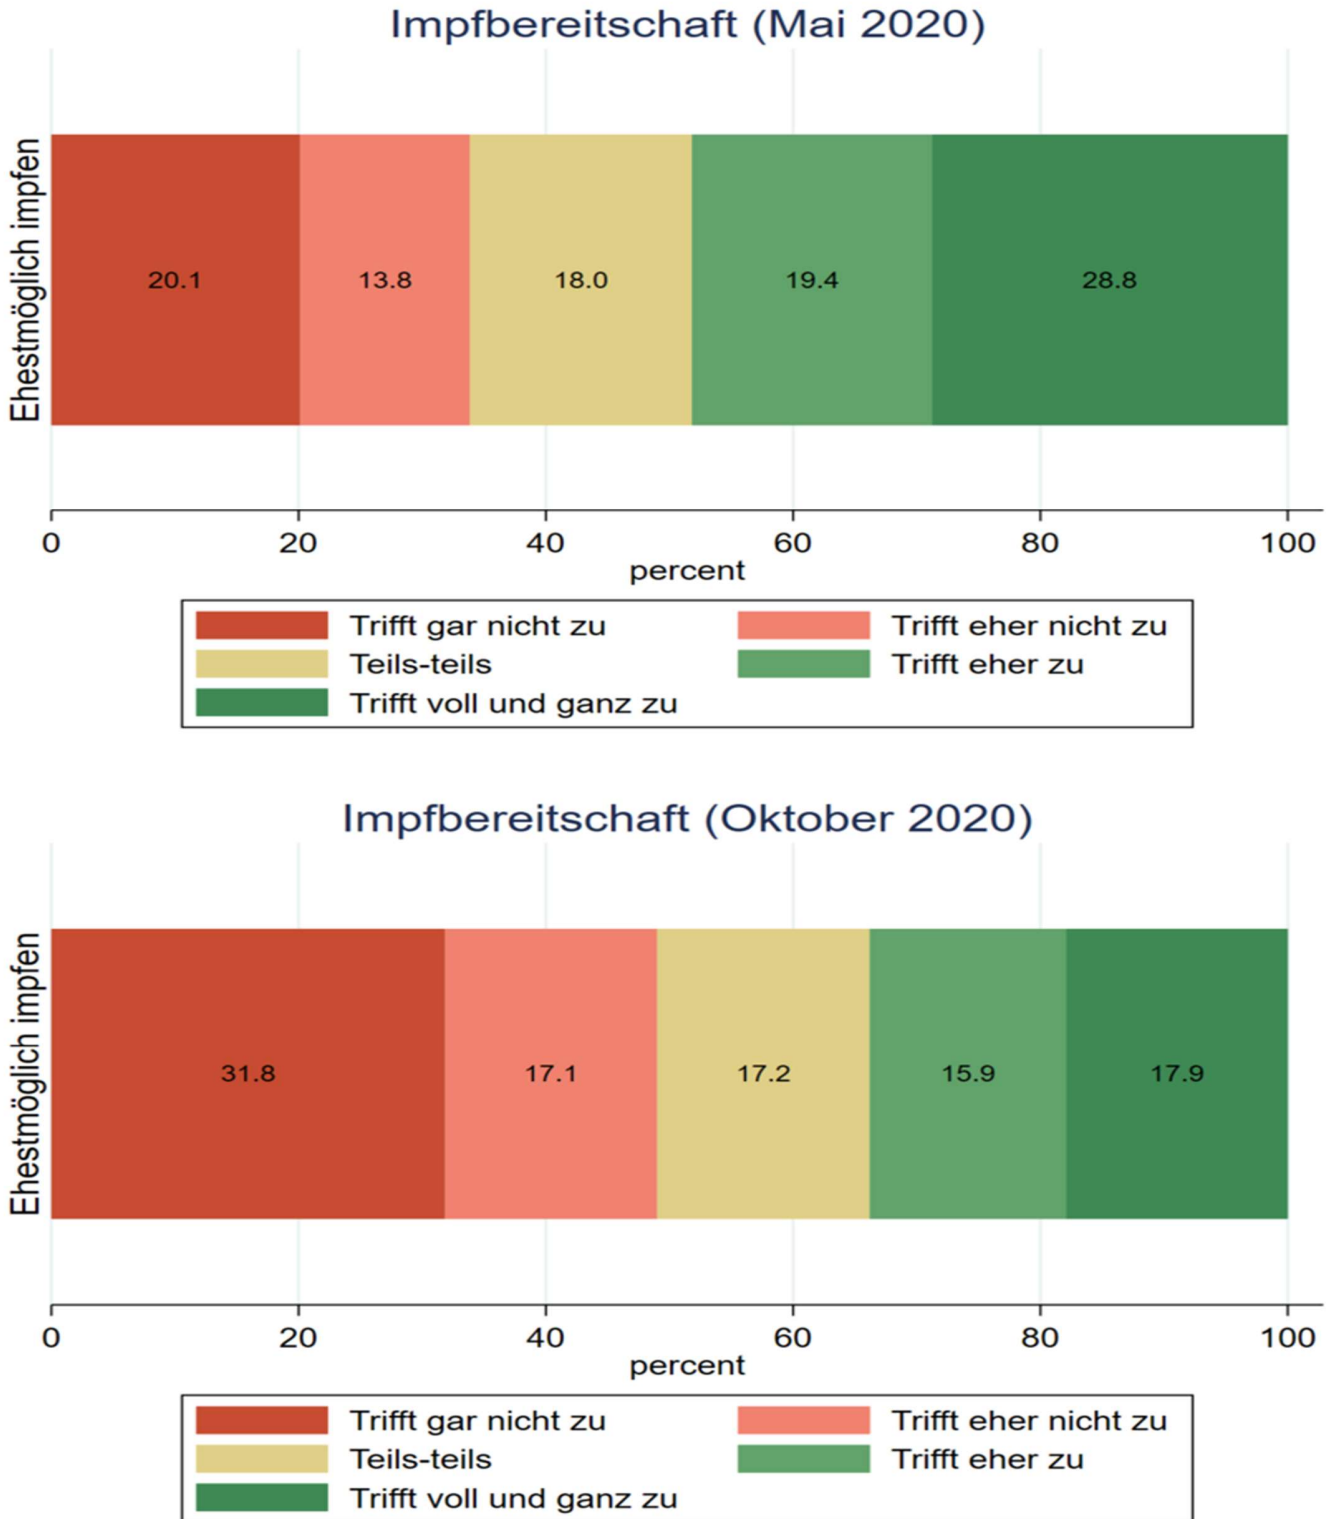 Impfbereitschaft (Mai 2020)
Ehestmöglich impfen
20.1 13.8 18.0 19.4 28.8
0 20 40 60 80 100
percent
Trifft gar nicht zu Trifft eher nicht zu
Teils-teils Trifft eher zu
Trifft voll und ganz zu
Impfbereitschaft (Oktober 2020)
Ehestmöglich impfen
31.8 17.1 17.2 15.9 17.9
0 20 40 60 80 100
percent
Trifft gar nicht zu Trifft eher nicht zu
Teils-teils Trifft eher zu
Trifft voll und ganz zu